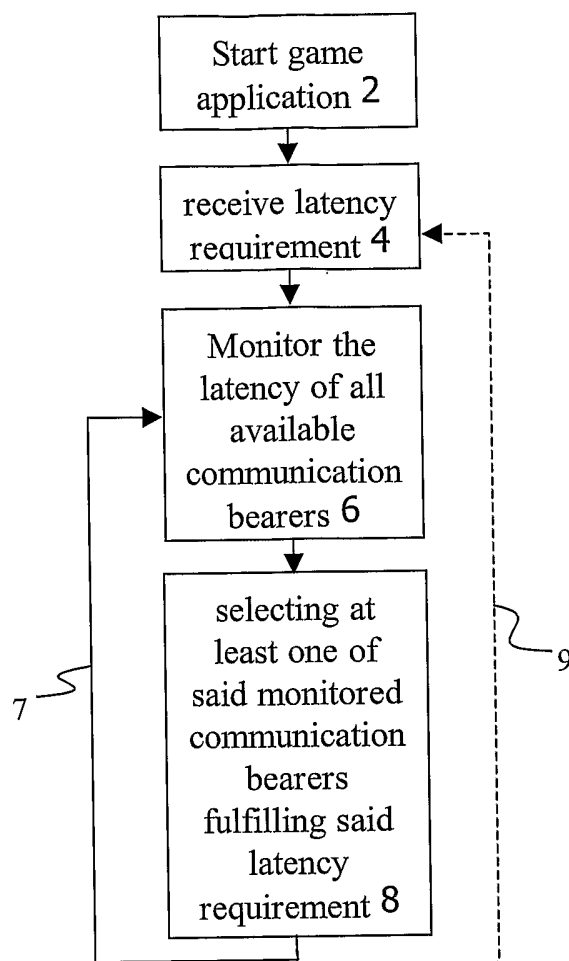 Start game
application 2
receive latency
requirement 4
Monitor the
latency of all
available
communication
bearers 6
selecting at
least one of
said monitored
communication
bearers
fulfilling said
latency
requirement 8
7
9